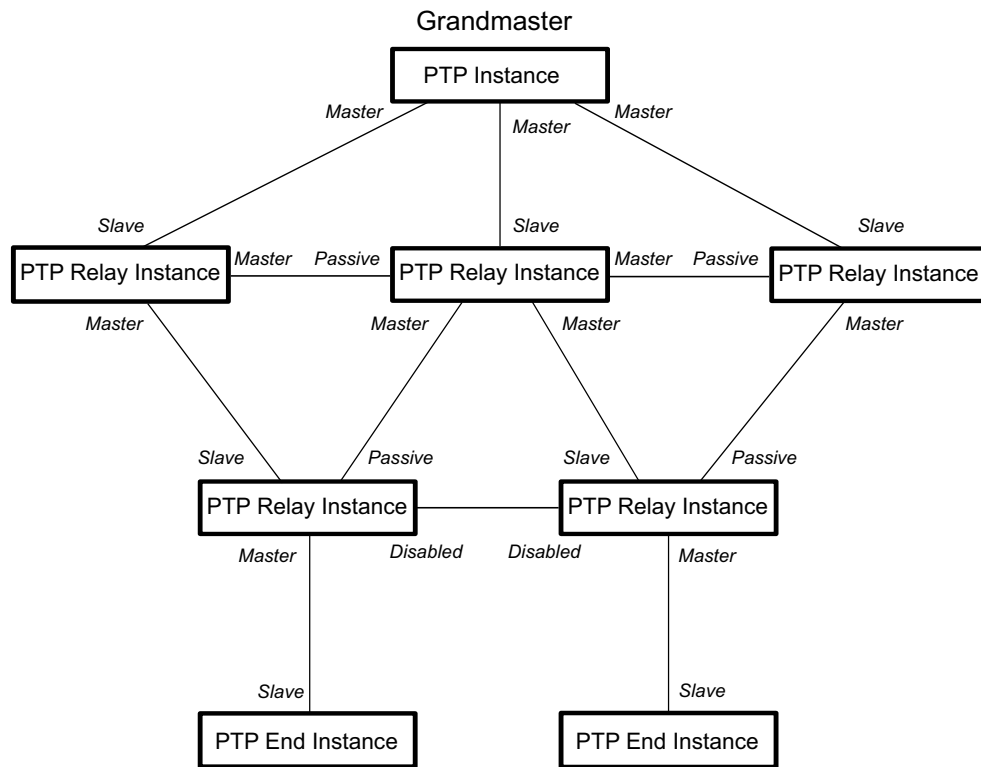 Grandmaster
PTP Instance
Master Master Master
Slave Slave Slave
PTP Relay Instance Master Passive PTP Relay Instance Master Passive PTP Relay Instance
Master Master Master Master
Slave Passive Slave Passive
PTP Relay Instance PTP Relay Instance
Master Disabled Disabled Master
Slave Slave
PTP End Instance PTP End Instance